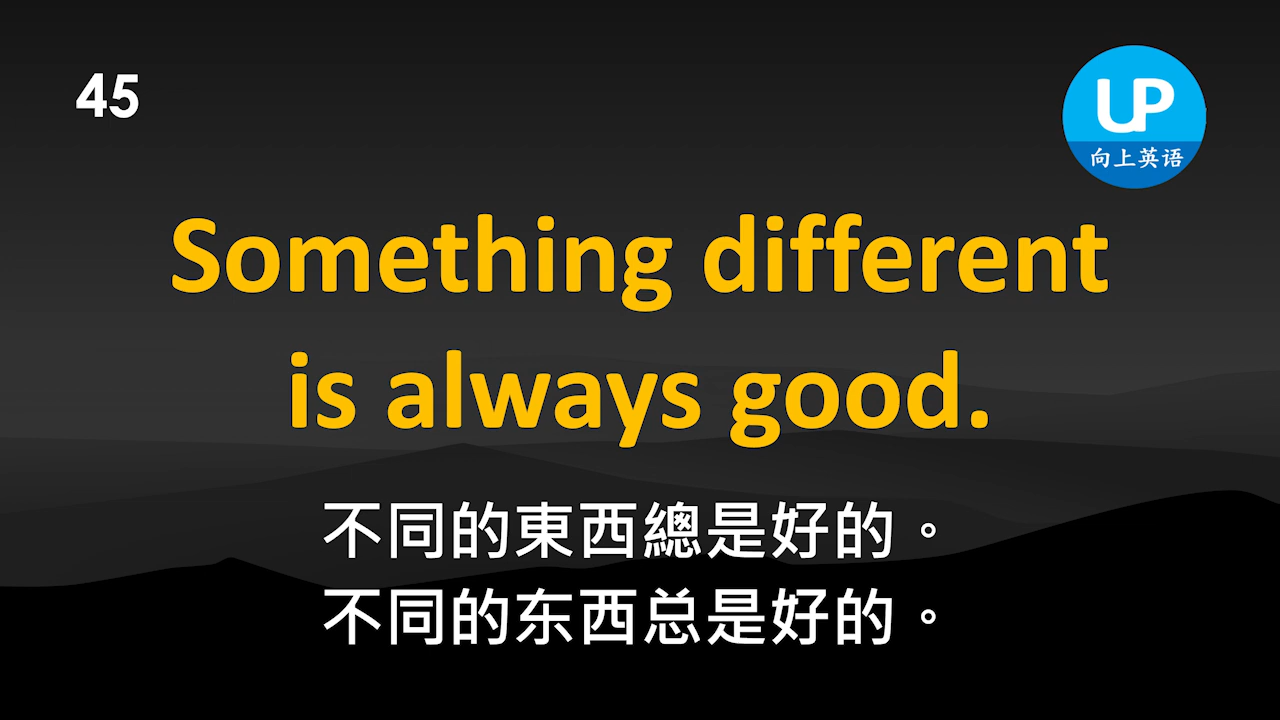 45
UP
向上英语
Something different
is always good.
不同的東西總是好的。
不同的东西总是好的。